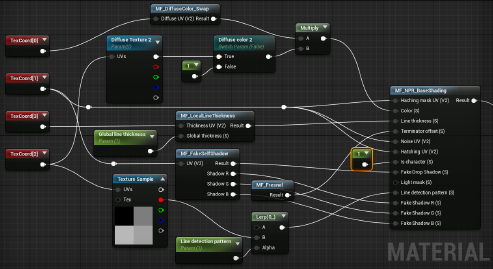 MF_DiffuseColor_Swap
Diffuse UV (V2) Result
TexCoord[0]
Diffuse Texture 2
Param2D
UVs
Diffuse color 2
Switch Param (False)
True
False
1
Multiply
A
B
TexCoord[1]
TexCoord[3]
TexCoord[2]
Global line thickness
Param (1)
MF_LocalLineThickness
Thickness UV (V2) Result
Global thickness (S)
MF_FakeSelfShadow
UV (V2) Result
Shadow R
Shadow G
Shadow B
MF_Fresnel
Result
1
Texture Sample
UVs
Tex
Lerp(0,)
A
B
Alpha
Line detection pattern
Param (1)
MF_NPR_BaseShading
Haching mask UV (V2)
Color (S)
Line thickness (S)
Terminator offset (S)
Noise UV (V2)
Hatching UV (V2)
Is character (S)
Fake Drop Shadow (S)
Light mask (S)
Line detection pattern (S)
Fake Shadow R (S)
Fake Shadow G (S)
Fake Shadow B (S)
MATERIAL